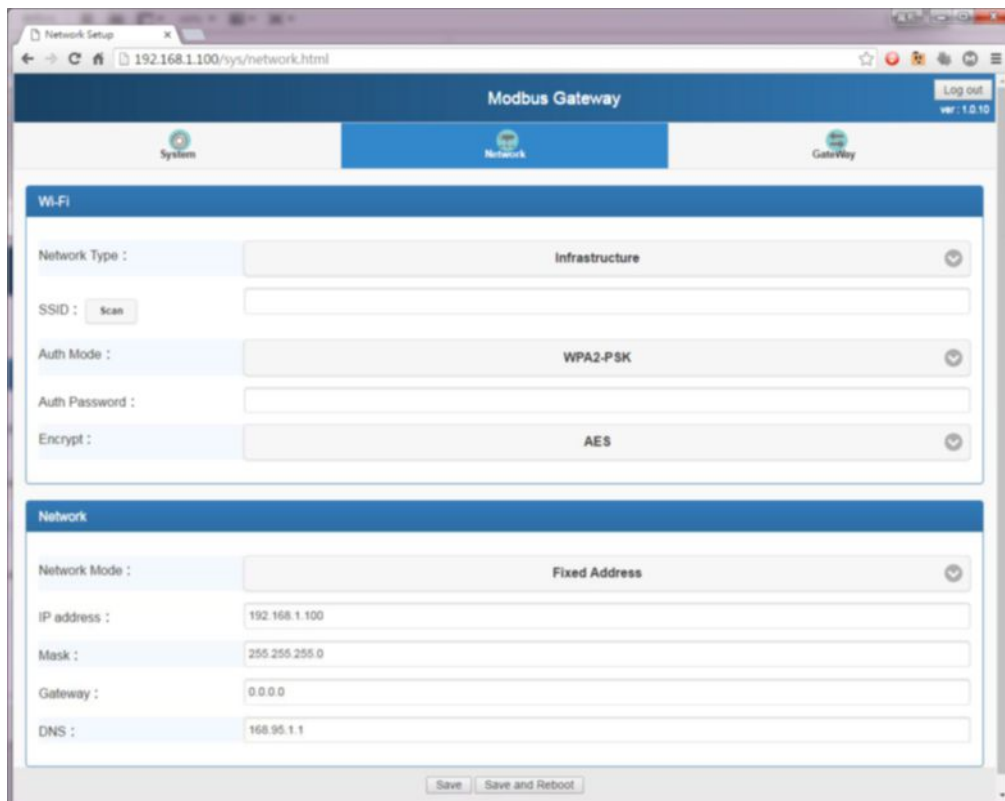 Network Setup
192.168.1.100/sys/network.html
Modbus Gateway
Log out
ver : 1.0.10
System
Network
GateWay
Wi-Fi
Network Type :
Infrastructure
SSID :
Scan
Auth Mode :
WPA2-PSK
Auth Password :
Encrypt :
AES
Network
Network Mode :
Fixed Address
IP address :
192.168.1.100
Mask :
255.255.255.0
Gateway :
0.0.0.0
DNS :
168.95.1.1
Save
Save and Reboot